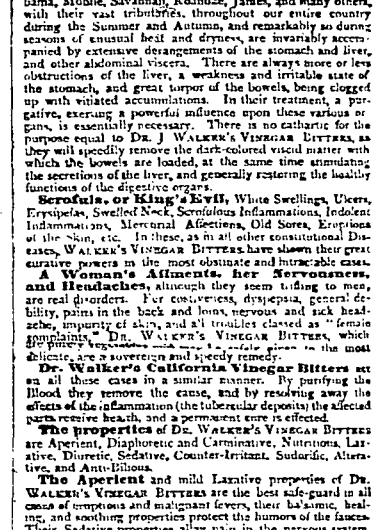 bama, Mobile, Savannah, Roanoke, James, and many others,
with their vast tributaries, throughout our entire country
during the Summer and Autumn, and remarkably so during
seasons of unusual heat and dryness, are invariably accom-
panied by extensive derangements of the stomach and liver,
and other abdominal viscera. There are always more or less
obstructions of the liver, a weakness and irritable state of
the stomach, and great torpor of the bowels, being clogged
up with vitiated accumulations. In their treatment, a pur-
gative, exerting a powerful influence upon these various or-
gans, is essentially necessary. There is no cathartic for the
purpose equal to DR. J WALKER'S VINEGAR BITTERS, as
they will speedily remove the dark-colored viscid matter with
which the bowels are loaded, at the same time stimulating
the secretions of the liver, and generally restoring the healthy
functions of the digestive organs.
Scrofula, or King's Evil, White Swellings, Ulcers,
Erysipelas, Swelled Neck, Scrofulous Inflammations, Indolent
Inflammations, Mercurial Affections, Old Sores, Eruptions
of the Skin, etc. In these, as in all other constitutional Dis-
eases, WALKER'S VINEGAR BITTERS have shown their great
curative powers in the most obstinate and intractable cases.
A Woman's Ailments, her Nervousness,
and Headaches, although they seem trifling to men,
are real disorders. For costiveness, dyspepsia, general de-
bility, pains in the back and loins, nervous and sick head-
ache, impurity of skin, and all troubles classed as "female
complaints," DR. WALKER'S VINEGAR BITTERS, which
are purely vegetable to the most
delicate, are a sovereign and speedy remedy.
Dr. Walker's California Vinegar Bitters act
on all these cases in a similar manner. By purifying the
Blood they remove the cause, and by resolving away the
effects of the inflammation (the tubercular deposits) the affected
parts receive health, and a permanent cure is effected.
The properties of DR. WALKER'S VINEGAR BITTERS
are Aperient, Diaphoretic and Carminative, Nutritious, Lax-
ative, Diuretic, Sedative, Counter-Irritant, Sudorific, Altera-
tive, and Anti-Bilious.
The Aperient and mild Laxative properties of DR.
WALKER'S VINEGAR BITTERS are the best safe-guard in all
cases of eruptions and malignant fevers, their balsamic, heal-
ing, and soothing properties protect the humors of the fauces.
Their Sedative properties allay pain in the nervous system,